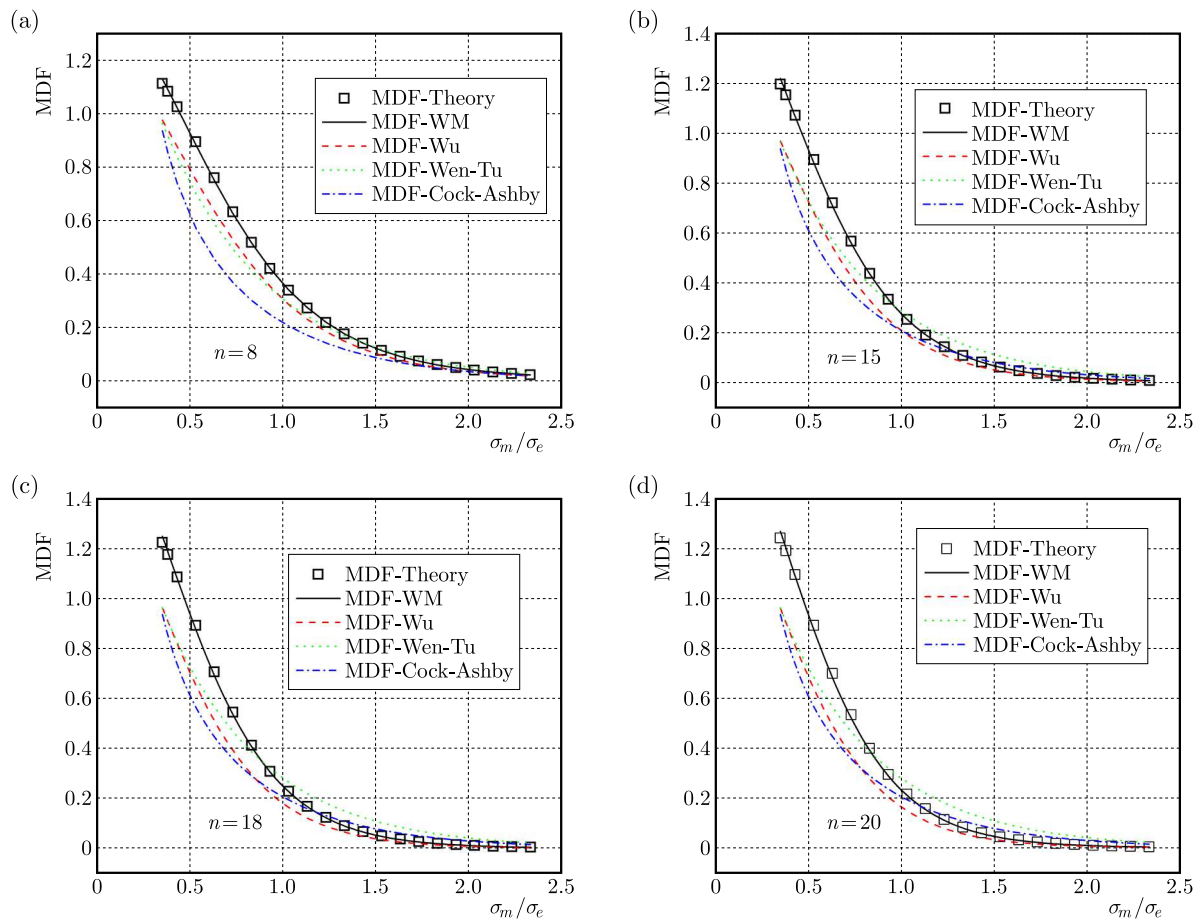 (a)
MDF
1.2
1.0
0.8
0.6
0.4
0.2
0
MDF-Theory
MDF-WM
MDF-Wu
MDF-Wen-Tu
MDF-Cock-Ashby
n=8
0 0.5 1.0 1.5 2.0 2.5
σm/σe
(b)
MDF
1.4
1.2
1.0
0.8
0.6
0.4
0.2
0
MDF-Theory
MDF-WM
MDF-Wu
MDF-Wen-Tu
MDF-Cock-Ashby
n=15
0 0.5 1.0 1.5 2.0 2.5
σm/σe
(c)
MDF
1.4
1.2
1.0
0.8
0.6
0.4
0.2
0
MDF-Theory
MDF-WM
MDF-Wu
MDF-Wen-Tu
MDF-Cock-Ashby
n=18
0 0.5 1.0 1.5 2.0 2.5
σm/σe
(d)
MDF
1.4
1.2
1.0
0.8
0.6
0.4
0.2
0
MDF-Theory
MDF-WM
MDF-Wu
MDF-Wen-Tu
MDF-Cock-Ashby
n=20
0 0.5 1.0 1.5 2.0 2.5
σm/σe